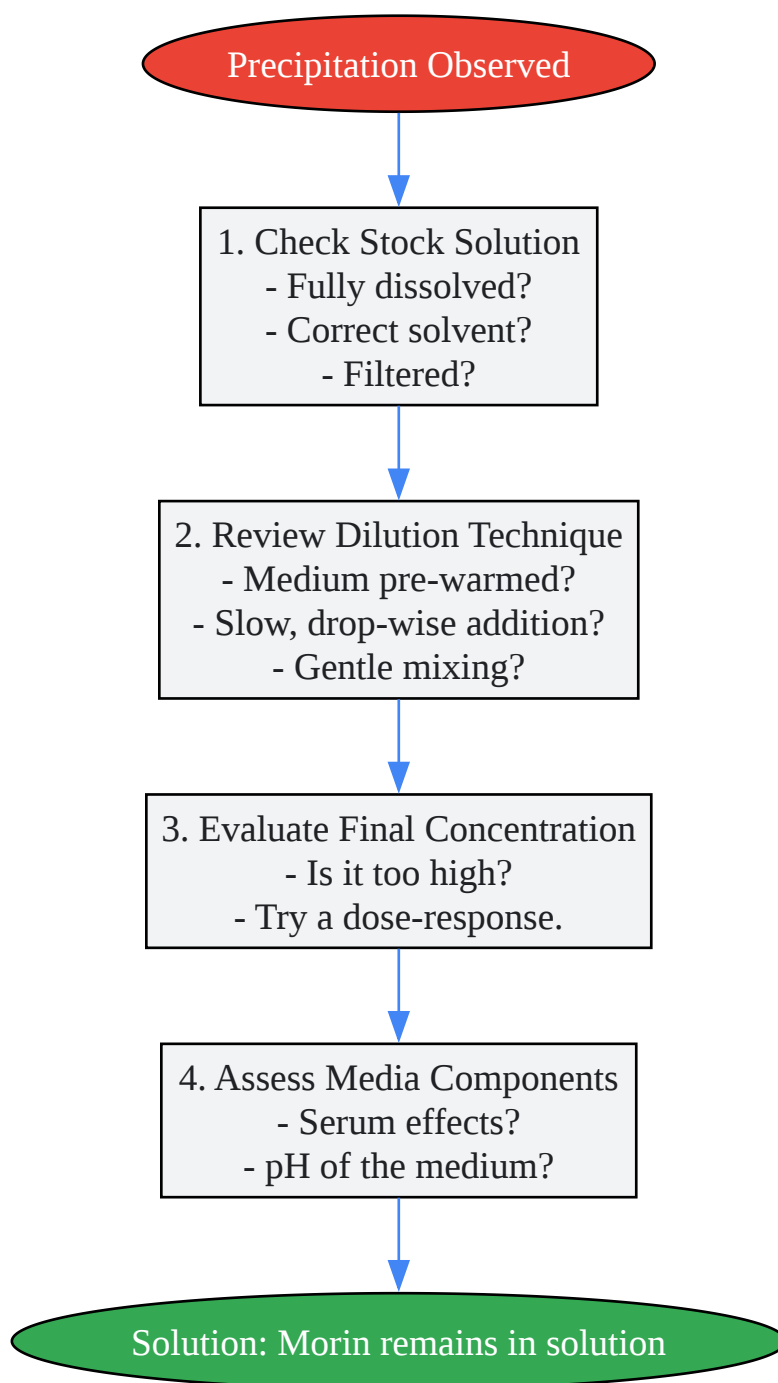 Precipitation Observed
1. Check Stock Solution
- Fully dissolved?
- Correct solvent?
- Filtered?
2. Review Dilution Technique
- Medium pre-warmed?
- Slow, drop-wise addition?
- Gentle mixing?
3. Evaluate Final Concentration
- Is it too high?
- Try a dose-response.
4. Assess Media Components
- Serum effects?
- pH of the medium?
Solution: Morin remains in solution